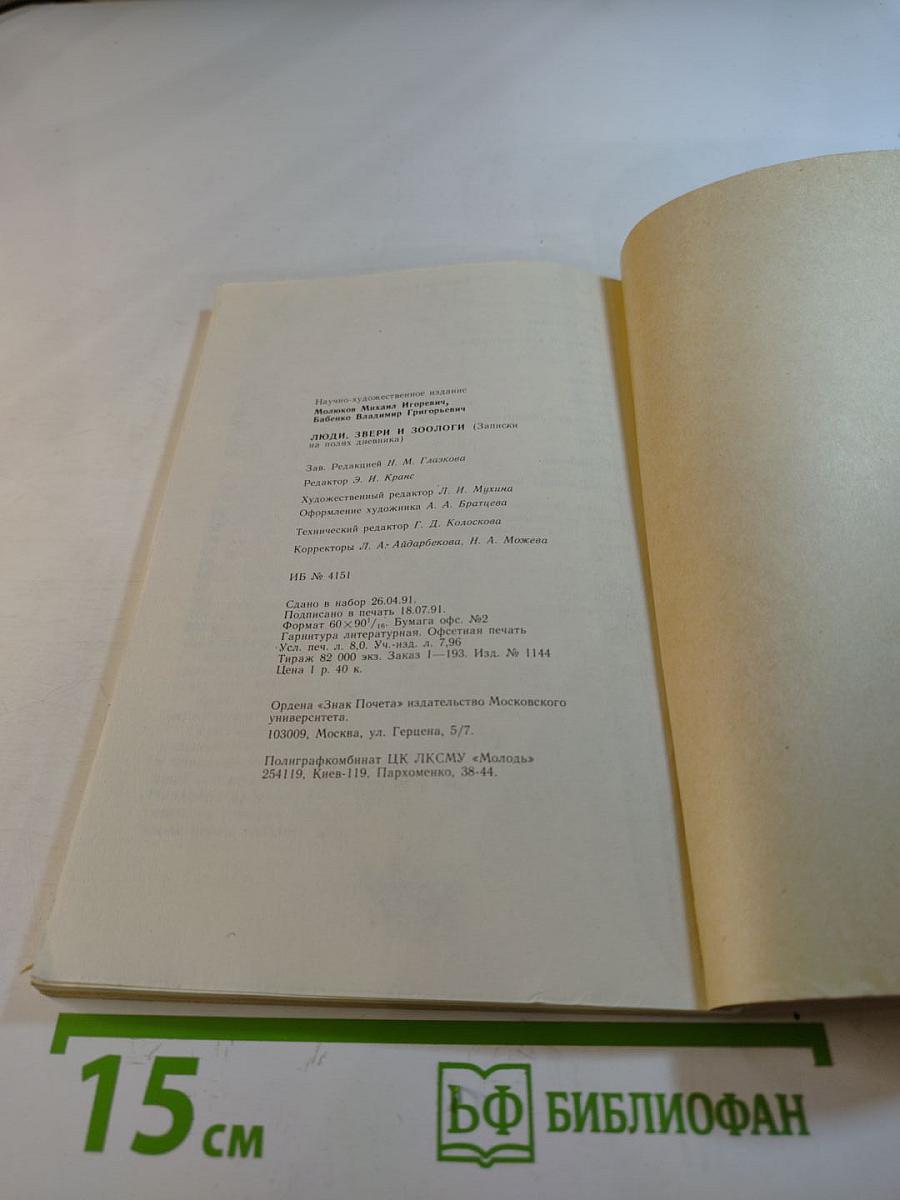 Научно-художественное издание
Молюков Михаил Игоревич,
Бабенко Владимир Григорьевич
ЛЮДИ, ЗВЕРИ И ЗООЛОГИ (Записки
на полях дневника)
Зав. Редакцией Н. М. Глазкова
Редактор Э. И. Кранс
Художественный редактор Л. И. Мухина
Оформление художника А. А. Братцева
Технический редактор Г. Д. Колоскова
Корректоры Л. А. Айдарбекова, Н. А. Можева
ИБ № 4151
Сдано в набор 26.04.91.
Подписано в печать 18.07.91.
Формат 60×90¹/₁₆. Бумага офс. №2
Гарнитура литературная. Офсетная печать
Усл. печ. л. 8,0. Уч.-изд. л. 7,96
Тираж 82 000 экз. Заказ 1—193. Изд. № 1144
Цена 1 р. 40 к.
Ордена «Знак Почета» издательство Московского
университета.
103009, Москва, ул. Герцена, 5/7.
Полиграфкомбинат ЦК ЛКСМУ «Молодь»
254119, Киев-119, Пархоменко, 38-44.
15 см
БФ БИБЛИОФАН